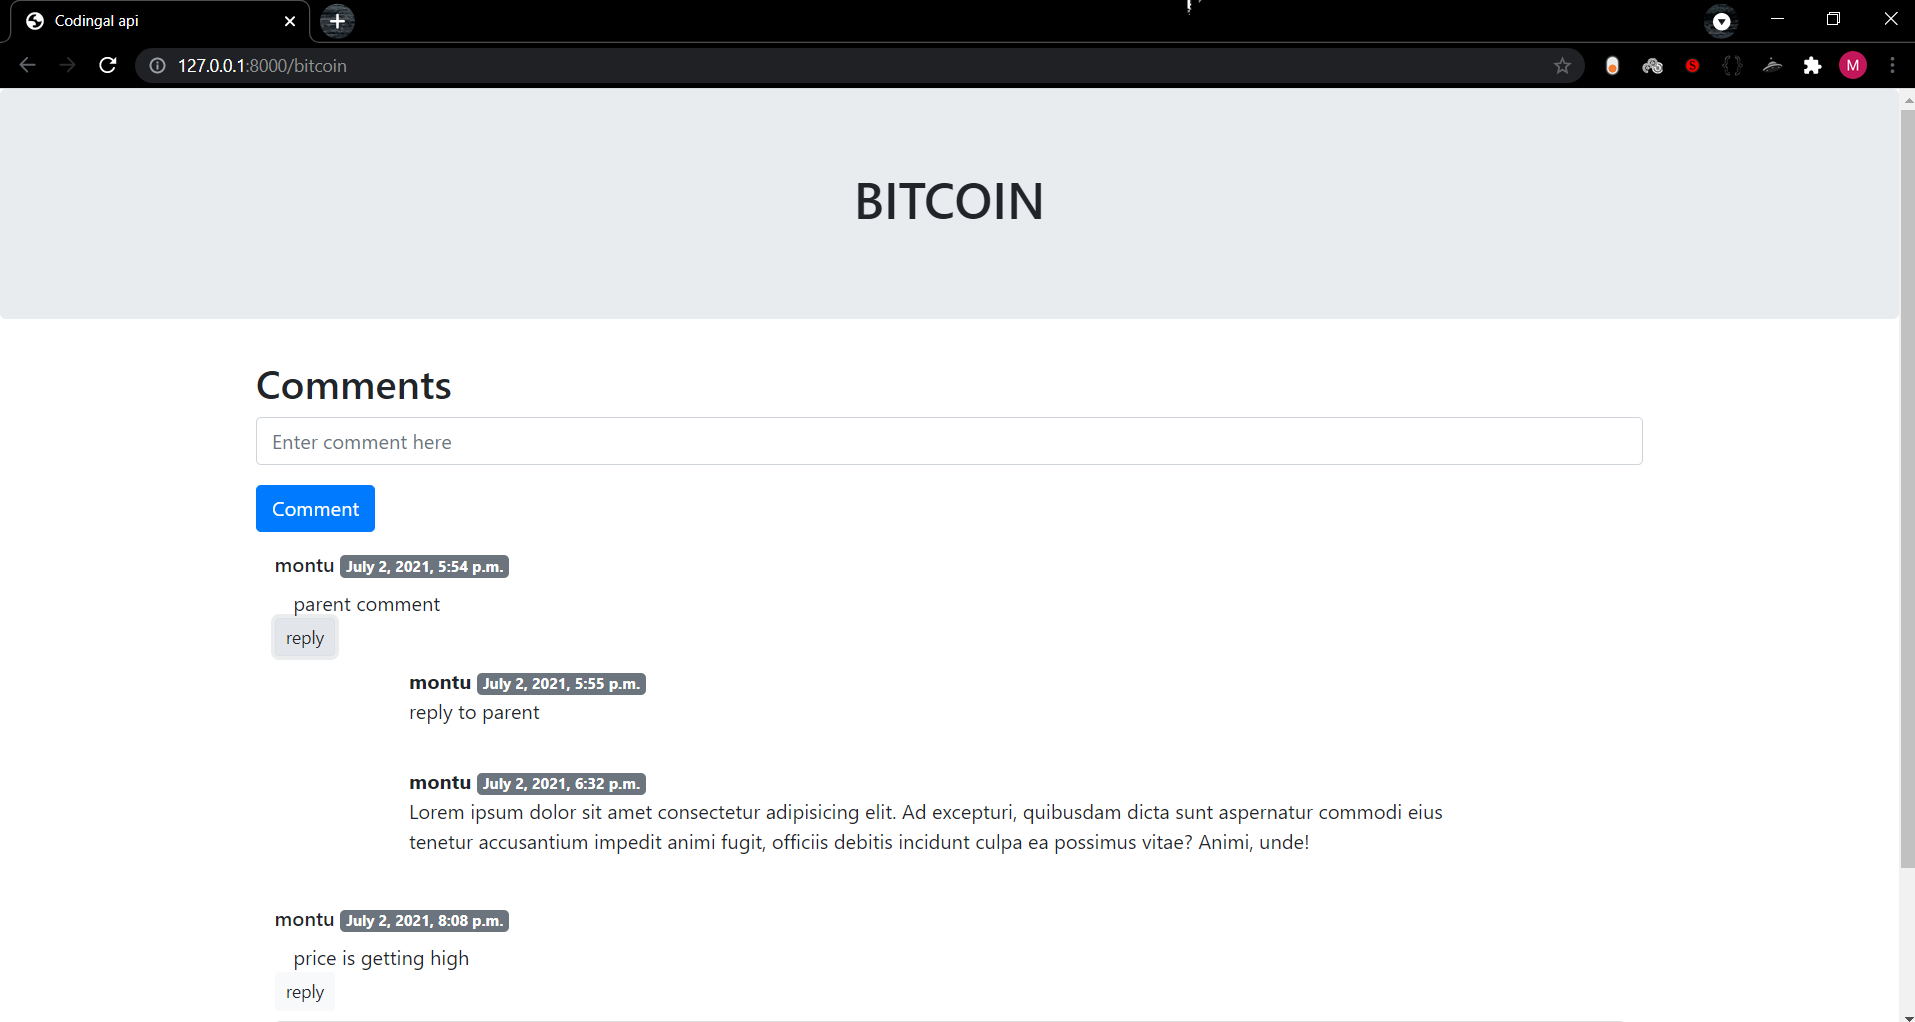 Codingal api
127.0.0.1:8000/bitcoin
M
BITCOIN
Comments
Enter comment here
Comment
montu July 2, 2021, 5:54 p.m.
parent comment
reply
montu July 2, 2021, 5:55 p.m.
reply to parent
montu July 2, 2021, 6:32 p.m.
Lorem ipsum dolor sit amet consectetur adipisicing elit. Ad excepturi, quibusdam dicta sunt aspernatur commodi eius
tenetur accusantium impedit animi fugit, officiis debitis incidunt culpa ea possimus vitae? Animi, unde!
montu July 2, 2021, 8:08 p.m.
price is getting high
reply